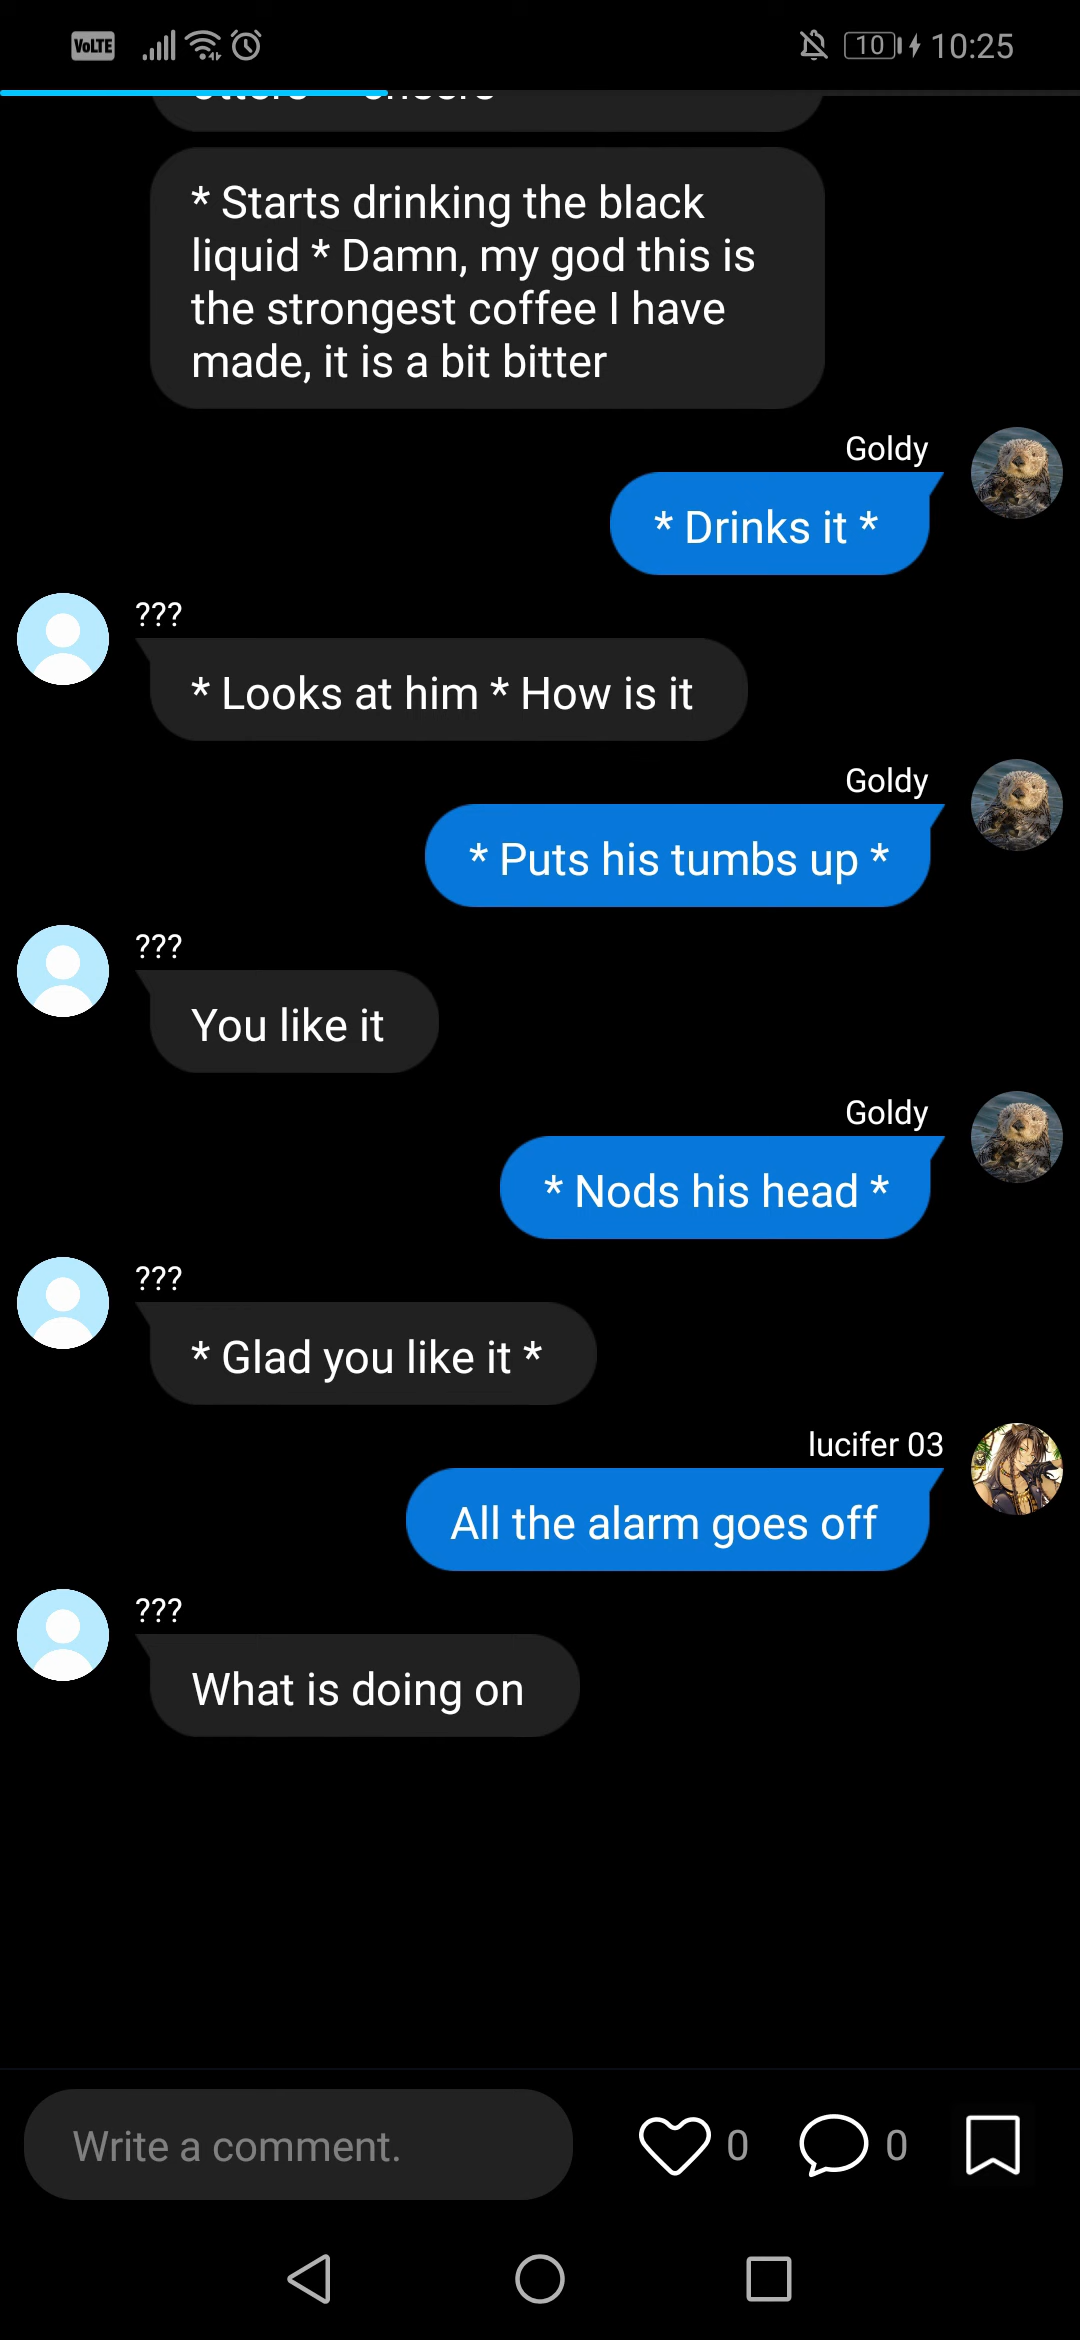 VoLTE
10
10:25
* Starts drinking the black
liquid * Damn, my god this is
the strongest coffee I have
made, it is a bit bitter
Goldy
* Drinks it *
???
* Looks at him * How is it
Goldy
* Puts his tumbs up *
???
You like it
Goldy
* Nods his head *
???
* Glad you like it *
lucifer 03
All the alarm goes off
???
What is doing on
Write a comment.
0
0